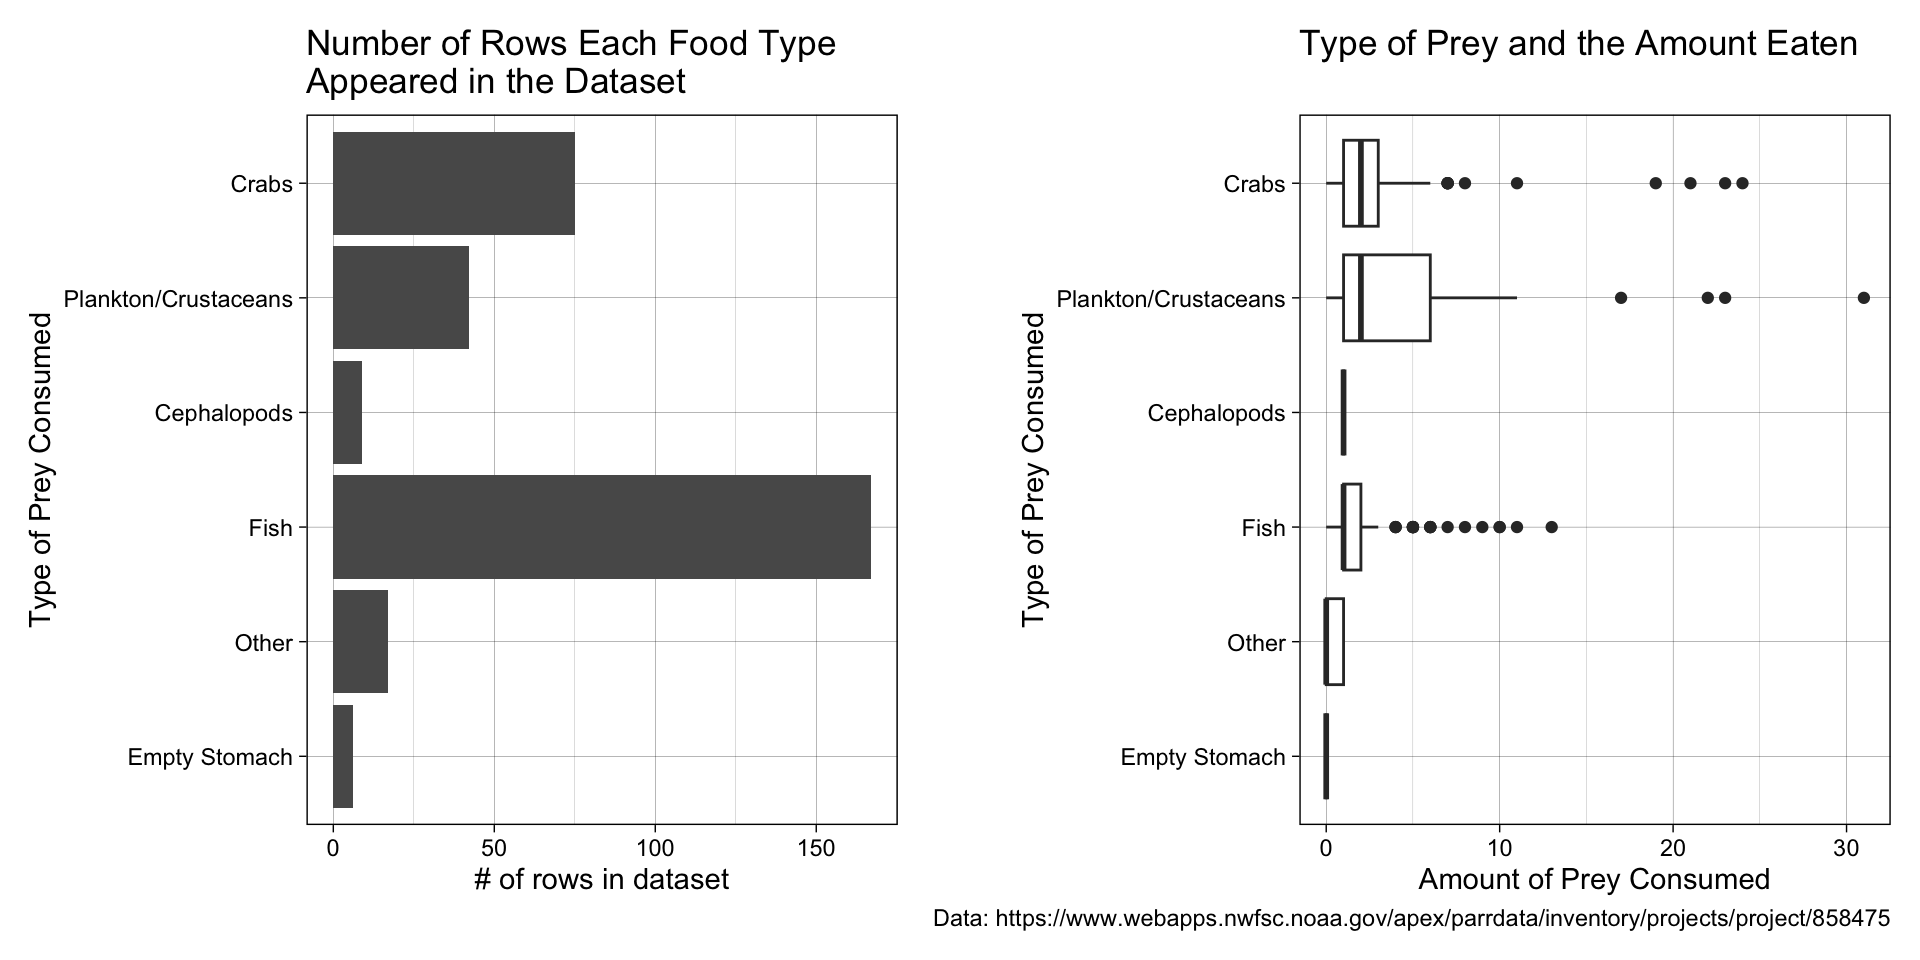 Number of Rows Each Food Type
Appeared in the Dataset
Type of Prey Consumed
Crabs
Plankton/Crustaceans
Cephalopods
Fish
Other
Empty Stomach
0 50 100 150
# of rows in dataset
Type of Prey and the Amount Eaten
Type of Prey Consumed
Crabs
Plankton/Crustaceans
Cephalopods
Fish
Other
Empty Stomach
0 10 20 30
Amount of Prey Consumed
Data: https://www.webapps.nwfsc.noaa.gov/apex/parrdata/inventory/projects/project/858475